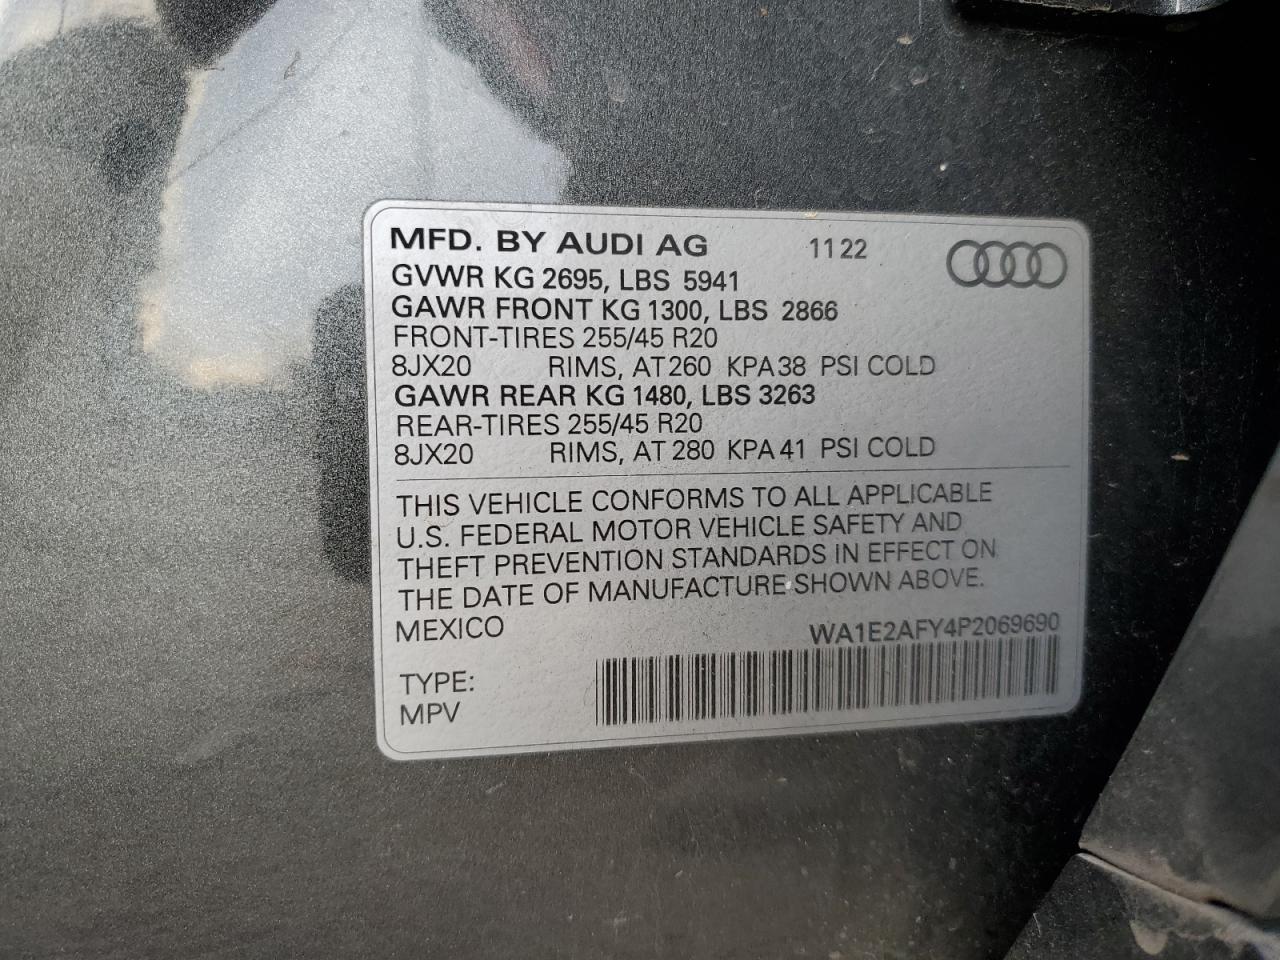 MFD. BY AUDI AG 11 22
GVWR KG 2695, LBS 5941
GAWR FRONT KG 1300, LBS 2866
FRONT-TIRES 255/45 R20
8JX20 RIMS, AT 260 KPA 38 PSI COLD
GAWR REAR KG 1480, LBS 3263
REAR-TIRES 255/45 R20
8JX20 RIMS, AT 280 KPA 41 PSI COLD
THIS VEHICLE CONFORMS TO ALL APPLICABLE
U.S. FEDERAL MOTOR VEHICLE SAFETY AND
THEFT PREVENTION STANDARDS IN EFFECT ON
THE DATE OF MANUFACTURE SHOWN ABOVE.
MEXICO WA1E2AFY4P2069690
TYPE:
MPV